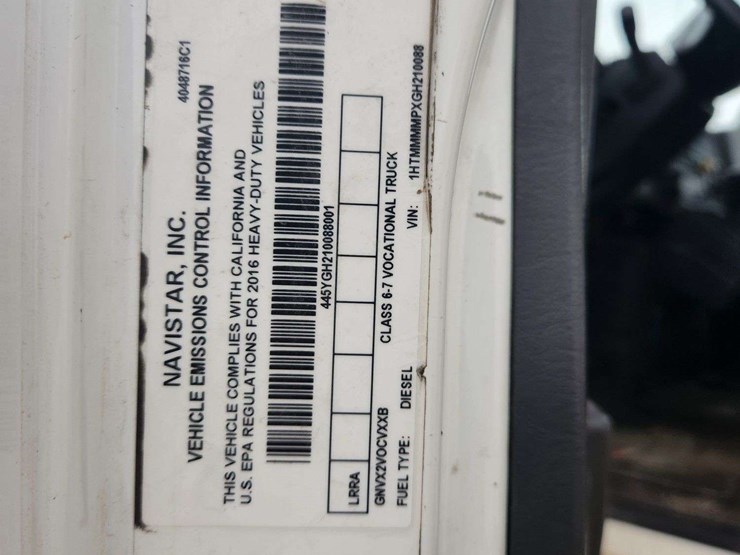 4048716C1
NAVISTAR, INC.
VEHICLE EMISSIONS CONTROL INFORMATION
THIS VEHICLE COMPLIES WITH CALIFORNIA AND
U.S. EPA REGULATIONS FOR 2016 HEAVY-DUTY VEHICLES
445YGH210088001
LRRA
GNVX2VOCVXXB CLASS 6-7 VOCATIONAL TRUCK
FUEL TYPE: DIESEL VIN: 1HTMMMMPXGH210088